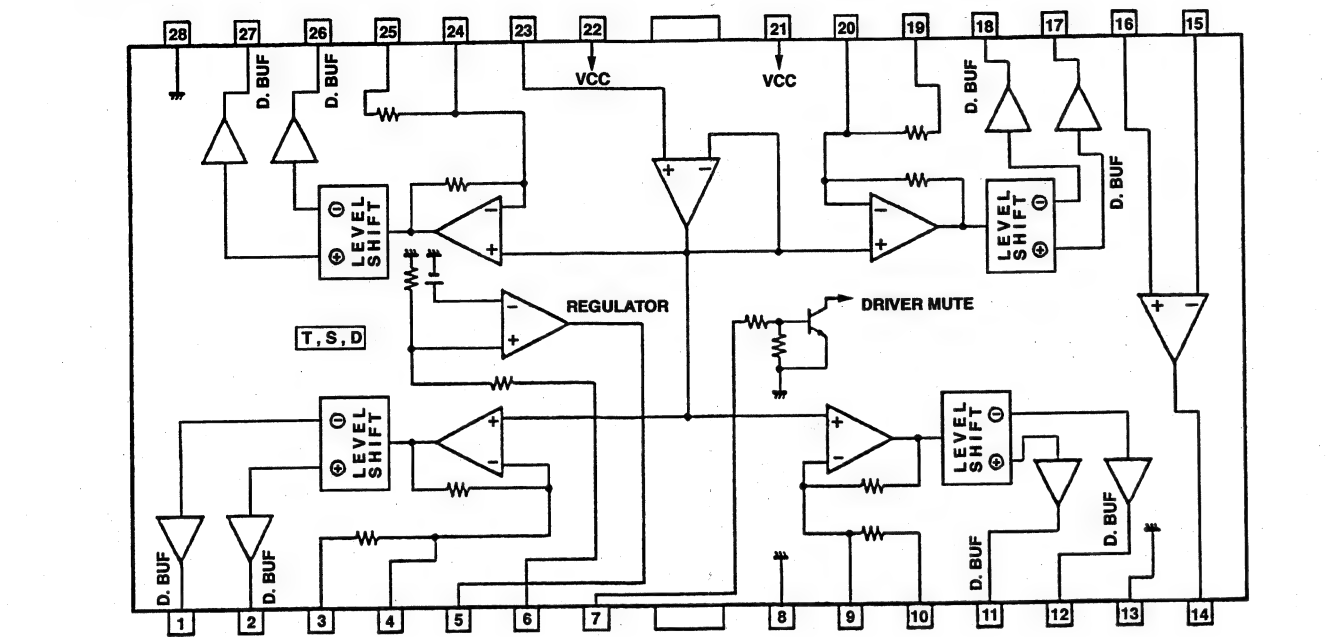 28 27 26 25 24 23 22 21 20 19 18 17 16 15
D. BUF
D. BUF
VCC
VCC
D. BUF
D. BUF
+ −
− LEVEL SHIFT +
− +
− +
− LEVEL SHIFT +
+ −
REGULATOR
− +
DRIVER MUTE
T , S , D
− LEVEL SHIFT +
+ −
+ −
LEVEL SHIFT − +
D. BUF
D. BUF
D. BUF
D. BUF
1 2 3 4 5 6 7 8 9 10 11 12 13 14